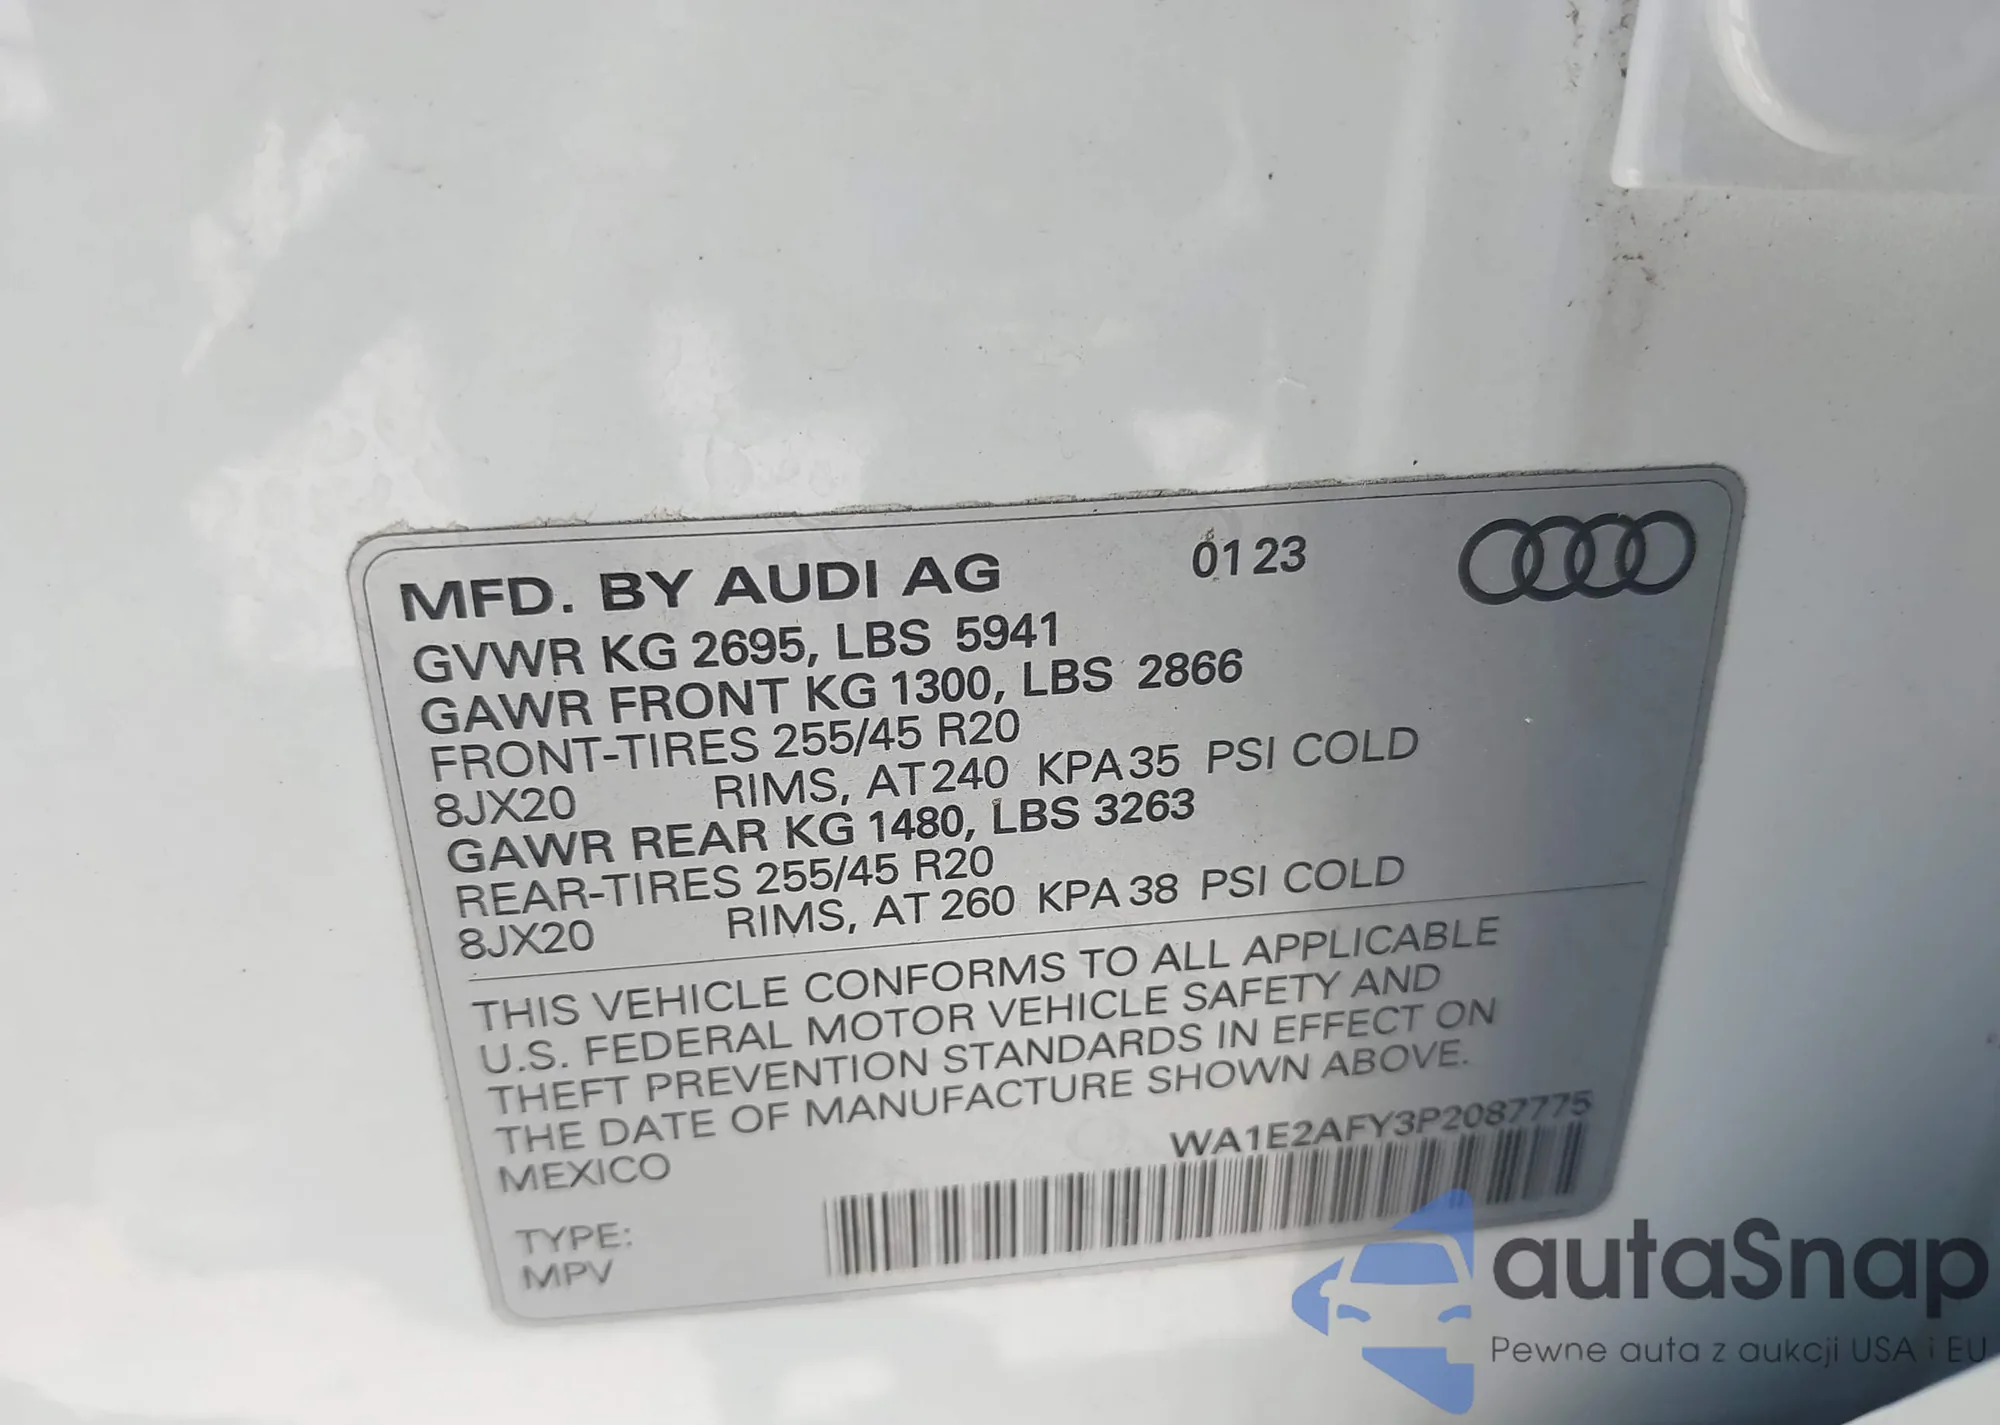 MFD. BY AUDI AG 01 23
GVWR KG 2695, LBS 5941
GAWR FRONT KG 1300, LBS 2866
FRONT-TIRES 255/45 R20
8JX20 RIMS, AT 240 KPA 35 PSI COLD
GAWR REAR KG 1480, LBS 3263
REAR-TIRES 255/45 R20
8JX20 RIMS, AT 260 KPA 38 PSI COLD
THIS VEHICLE CONFORMS TO ALL APPLICABLE
U.S. FEDERAL MOTOR VEHICLE SAFETY AND
THEFT PREVENTION STANDARDS IN EFFECT ON
THE DATE OF MANUFACTURE SHOWN ABOVE.
MEXICO WA1E2AFY3P2087775
TYPE:
MPV
autaSnap
Pewne auta z aukcji USA i EU